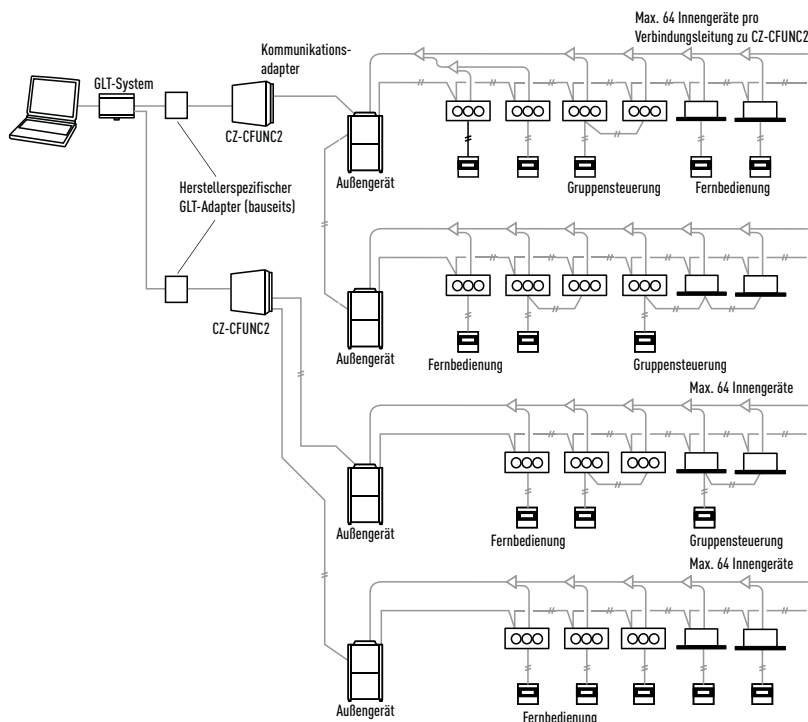 Max. 64 Innengeräte pro
Verbindungsleitung zu CZ-CFUNC2
Kommunikations-
adapter
GLT-System
CZ-CFUNC2
Außengerät
Gruppensteuerung
Fernbedienung
Herstellerspezifischer
GLT-Adapter (bauseits)
CZ-CFUNC2
Außengerät
Fernbedienung
Gruppensteuerung
Max. 64 Innengeräte
Außengerät
Fernbedienung
Gruppensteuerung
Max. 64 Innengeräte
Außengerät
Fernbedienung